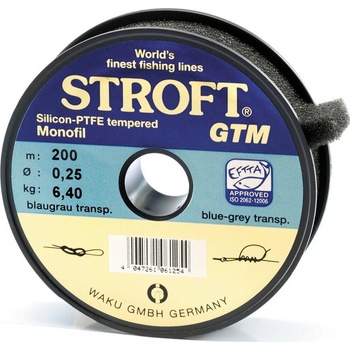 World's
finest fishing lines
STROFT®
GTM
Silicon-PTFE tempered
Monofil
m: 200
Ø: 0,25
kg: 6,40
blaugrau transp.
EFTTA
APPROVED
ISO 2062-12006
blue-grey transp.
4 047261 061254
WAKU GMBH GERMANY